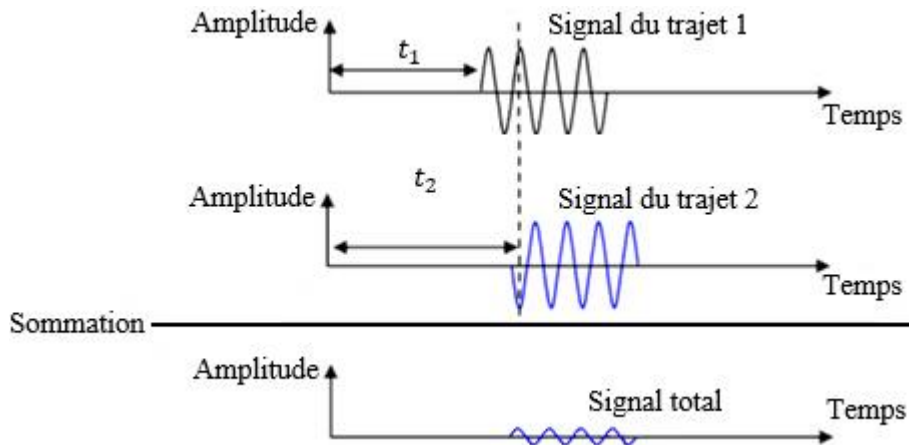 Amplitude
Signal du trajet 1
t₁
Temps
t₂
Amplitude
Signal du trajet 2
Temps
Sommation
Amplitude
Signal total
Temps